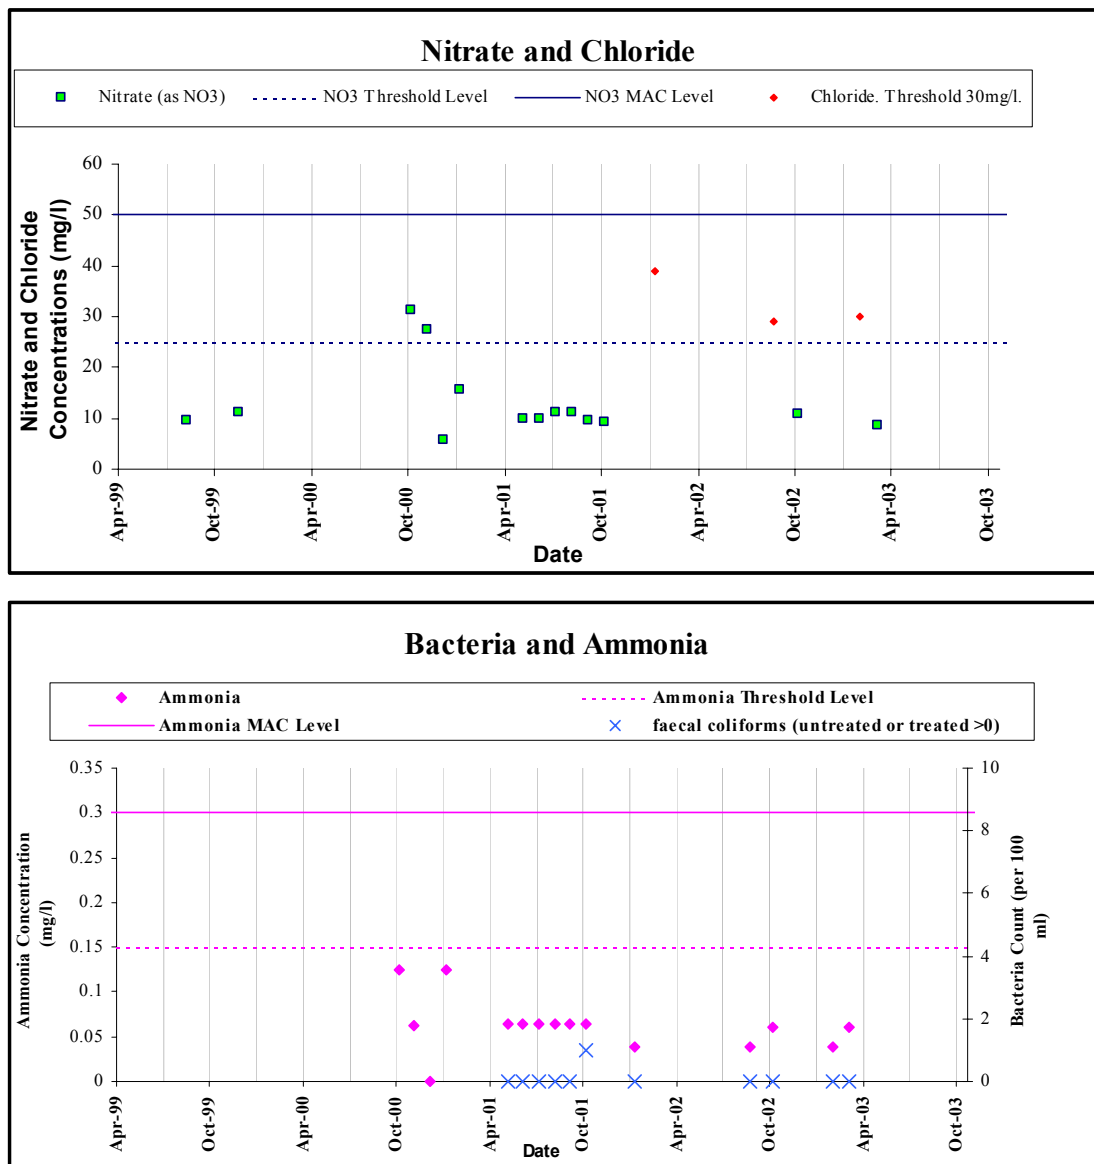 Nitrate and Chloride
Nitrate (as NO3) NO3 Threshold Level NO3 MAC Level Chloride. Threshold 30mg/l.
Nitrate and Chloride
Concentrations (mg/l)
60
50
40
30
20
10
0
Apr-99 Oct-99 Apr-00 Oct-00 Apr-01 Oct-01 Apr-02 Oct-02 Apr-03 Oct-03
Date
Bacteria and Ammonia
Ammonia Ammonia Threshold Level
Ammonia MAC Level faecal coliforms (untreated or treated >0)
Ammonia Concentration
(mg/l)
0.35
0.3
0.25
0.2
0.15
0.1
0.05
0
10
8
6
4
2
0
Bacteria Count (per 100
ml)
Apr-99 Oct-99 Apr-00 Oct-00 Apr-01 Oct-01 Apr-02 Oct-02 Apr-03 Oct-03
Date